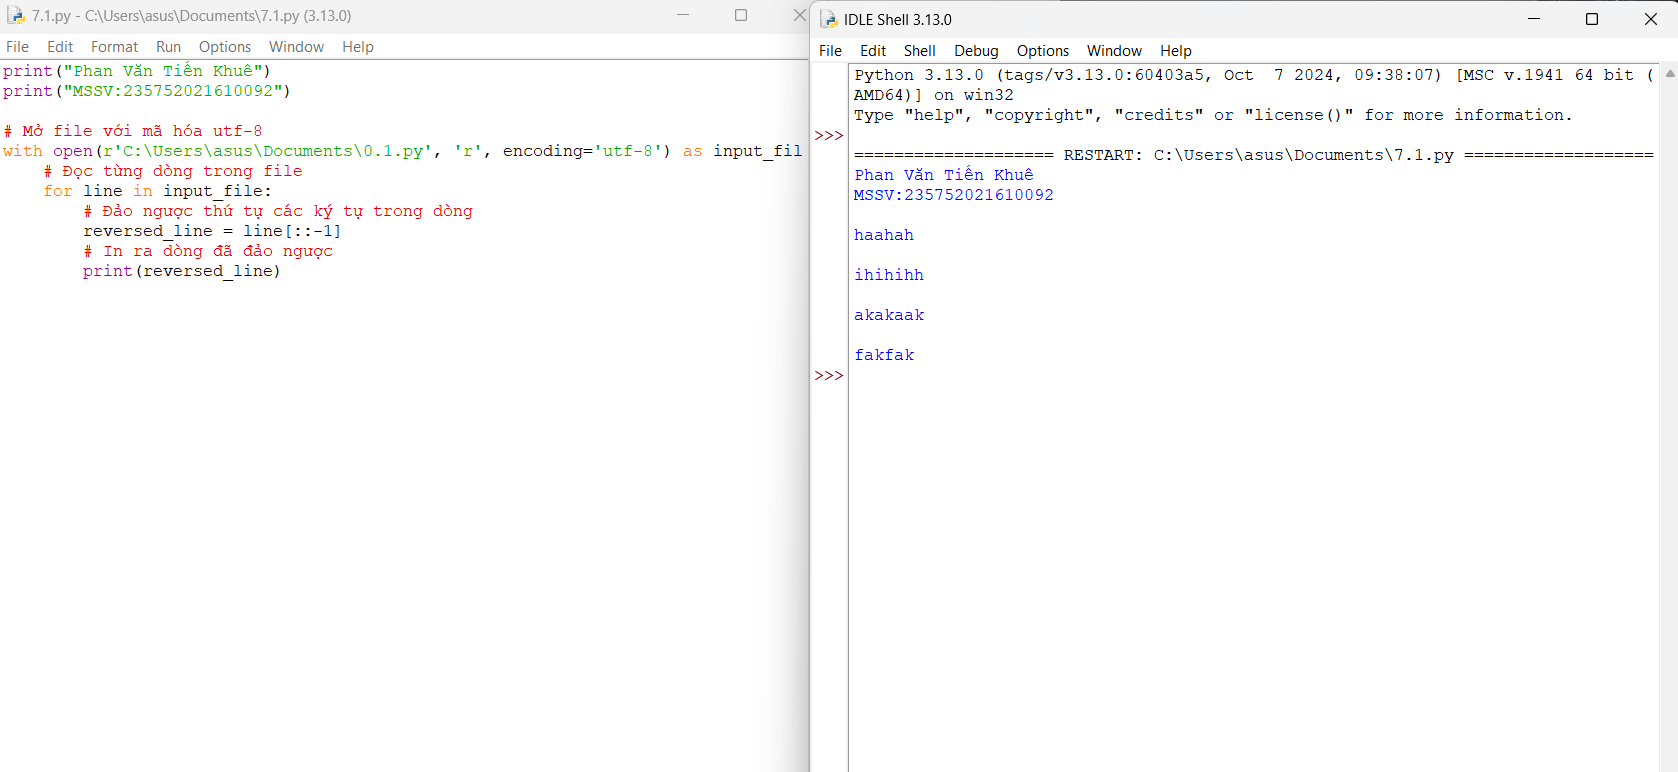 7.1.py - C:\Users\asus\Documents\7.1.py (3.13.0)
File Edit Format Run Options Window Help
print("Phan Văn Tiến Khuê")
print("MSSV:235752021610092")
# Mở file với mã hóa utf-8
with open(r'C:\Users\asus\Documents\0.1.py', 'r', encoding='utf-8') as input_fil
    # Đọc từng dòng trong file
    for line in input_file:
        # Đảo ngược thứ tự các ký tự trong dòng
        reversed_line = line[::-1]
        # In ra dòng đã đảo ngược
        print(reversed_line)
IDLE Shell 3.13.0
File Edit Shell Debug Options Window Help
Python 3.13.0 (tags/v3.13.0:60403a5, Oct  7 2024, 09:38:07) [MSC v.1941 64 bit (
AMD64)] on win32
Type "help", "copyright", "credits" or "license()" for more information.
>>>
==================== RESTART: C:\Users\asus\Documents\7.1.py ===================
Phan Văn Tiến Khuê
MSSV:235752021610092
haahah
ihihihh
akakaak
fakfak
>>>